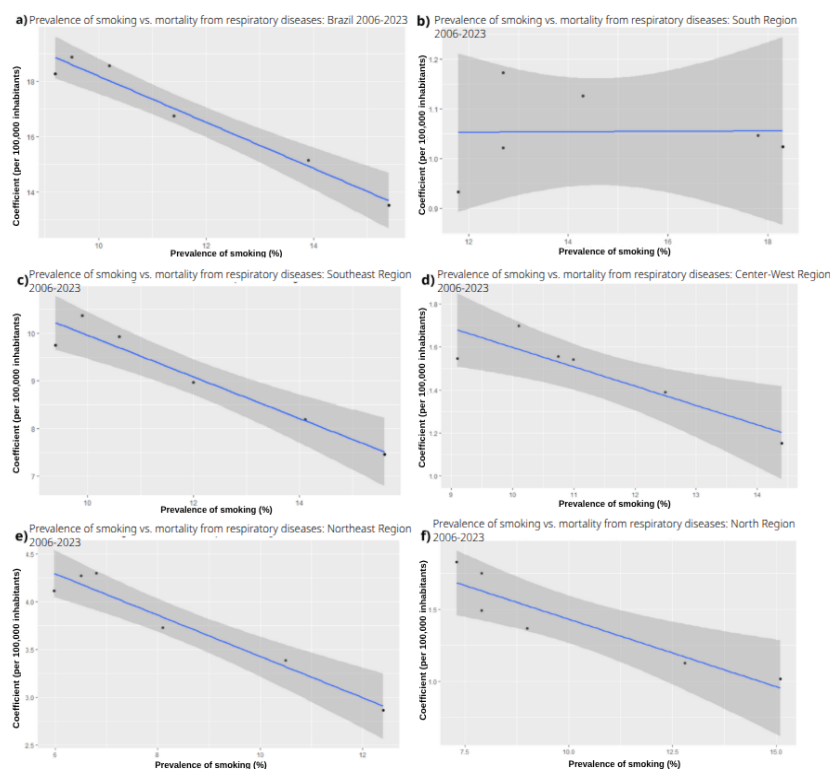 a) Prevalence of smoking vs. mortality from respiratory diseases: Brazil 2006-2023
Coefficient (per 100,000 inhabitants)
18
16
14
10
12
14
Prevalence of smoking (%)
b) Prevalence of smoking vs. mortality from respiratory diseases: South Region
2006-2023
Coefficient (per 100,000 inhabitants)
1.2
1.1
1.0
0.9
12
14
16
18
Prevalence of smoking (%)
c) Prevalence of smoking vs. mortality from respiratory diseases: Southeast Region
2006-2023
Coefficient (per 100,000 inhabitants)
10
9
8
7
10
12
14
Prevalence of smoking (%)
d) Prevalence of smoking vs. mortality from respiratory diseases: Center-West Region
2006-2023
Coefficient (per 100,000 inhabitants)
1.8
1.6
1.4
1.2
1.0
9
10
11
12
13
14
Prevalence of smoking (%)
e) Prevalence of smoking vs. mortality from respiratory diseases: Northeast Region
2006-2023
Coefficient (per 100,000 inhabitants)
4.5
4.0
3.5
3.0
2.5
6
8
10
12
Prevalence of smoking (%)
f) Prevalence of smoking vs. mortality from respiratory diseases: North Region
2006-2023
Coefficient (per 100,000 inhabitants)
1.5
1.0
7.5
10.0
12.5
15.0
Prevalence of smoking (%)